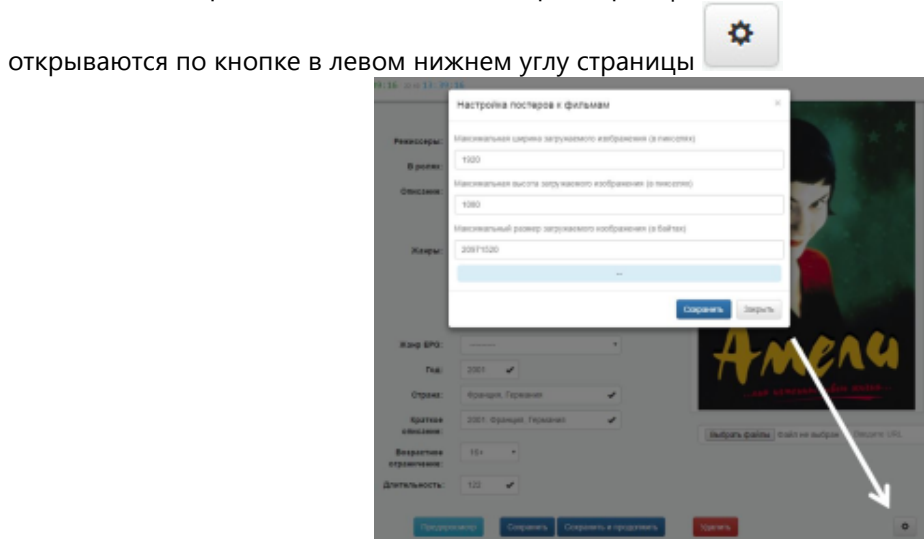 открываются по кнопке в левом нижнем углу страницы
Настройка постеров к фильмам
×
Режиссеры:
Максимальная ширина загружаемого изображения (в пикселях)
В ролях:
1920
Описание:
Максимальная высота загружаемого изображения (в пикселях)
1080
Максимальный размер загружаемого изображения (в байтах)
Жанры:
20971520
Сохранить
Закрыть
Амели
Жанр EPG:
---------
Год:
2001
Страна:
Франция, Германия
Краткое описание:
2001. Франция, Германия
Выбрать файлы
Файл не выбран
Введите URL
Возрастное ограничение:
16+
Длительность:
122
Предпросмотр
Сохранить
Сохранить и продолжить
Удалить